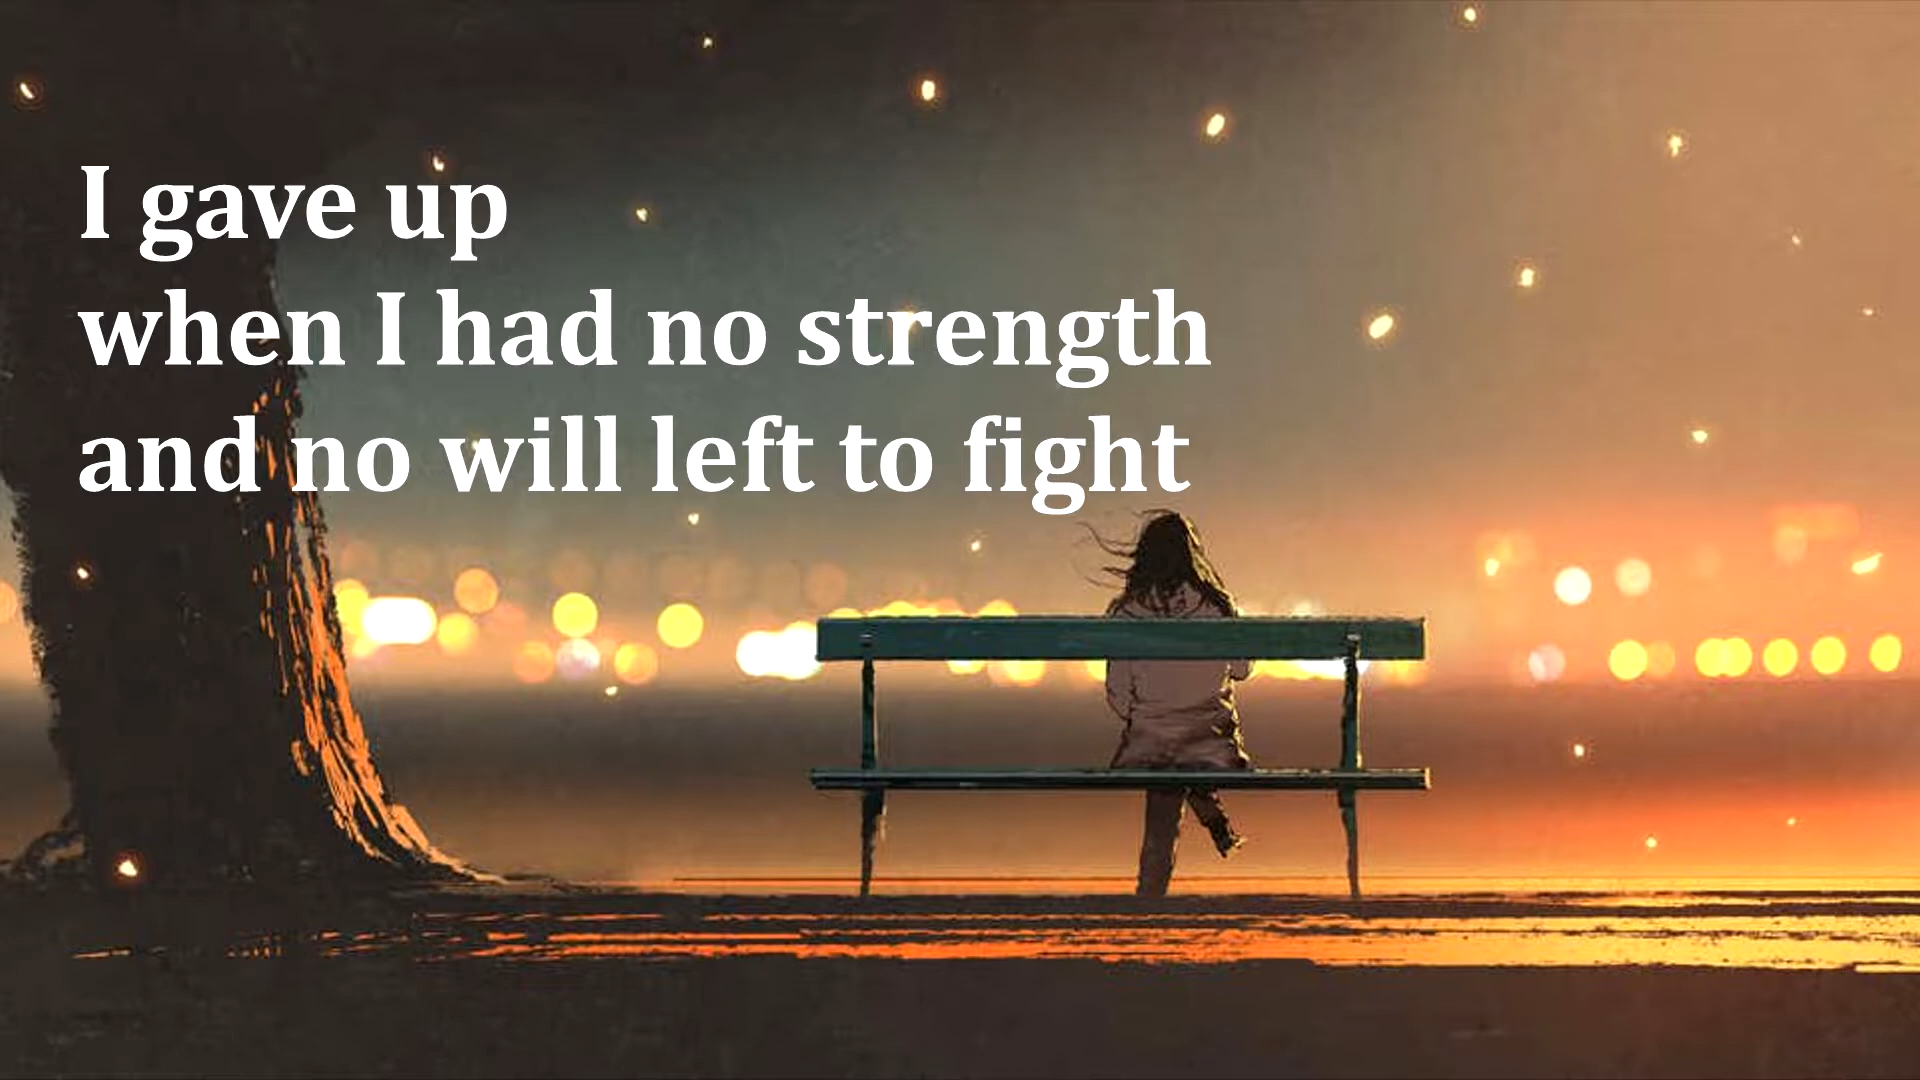 I gave up
when I had no strength
and no will left to fight